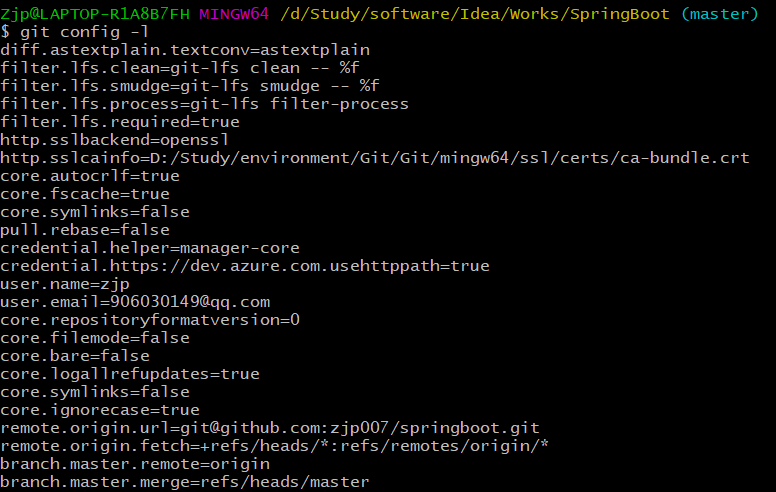 Zjp@LAPTOP-R1A8B7FH MINGW64 /d/Study/software/Idea/Works/SpringBoot (master)
$ git config -l
diff.astextplain.textconv=astextplain
filter.lfs.clean=git-lfs clean -- %f
filter.lfs.smudge=git-lfs smudge -- %f
filter.lfs.process=git-lfs filter-process
filter.lfs.required=true
http.sslbackend=openssl
http.sslcainfo=D:/Study/environment/Git/Git/mingw64/ssl/certs/ca-bundle.crt
core.autocrlf=true
core.fscache=true
core.symlinks=false
pull.rebase=false
credential.helper=manager-core
credential.https://dev.azure.com.usehttppath=true
user.name=zjp
user.email=906030149@qq.com
core.repositoryformatversion=0
core.filemode=false
core.bare=false
core.logallrefupdates=true
core.symlinks=false
core.ignorecase=true
remote.origin.url=git@github.com:zjp007/springboot.git
remote.origin.fetch=+refs/heads/*:refs/remotes/origin/*
branch.master.remote=origin
branch.master.merge=refs/heads/master